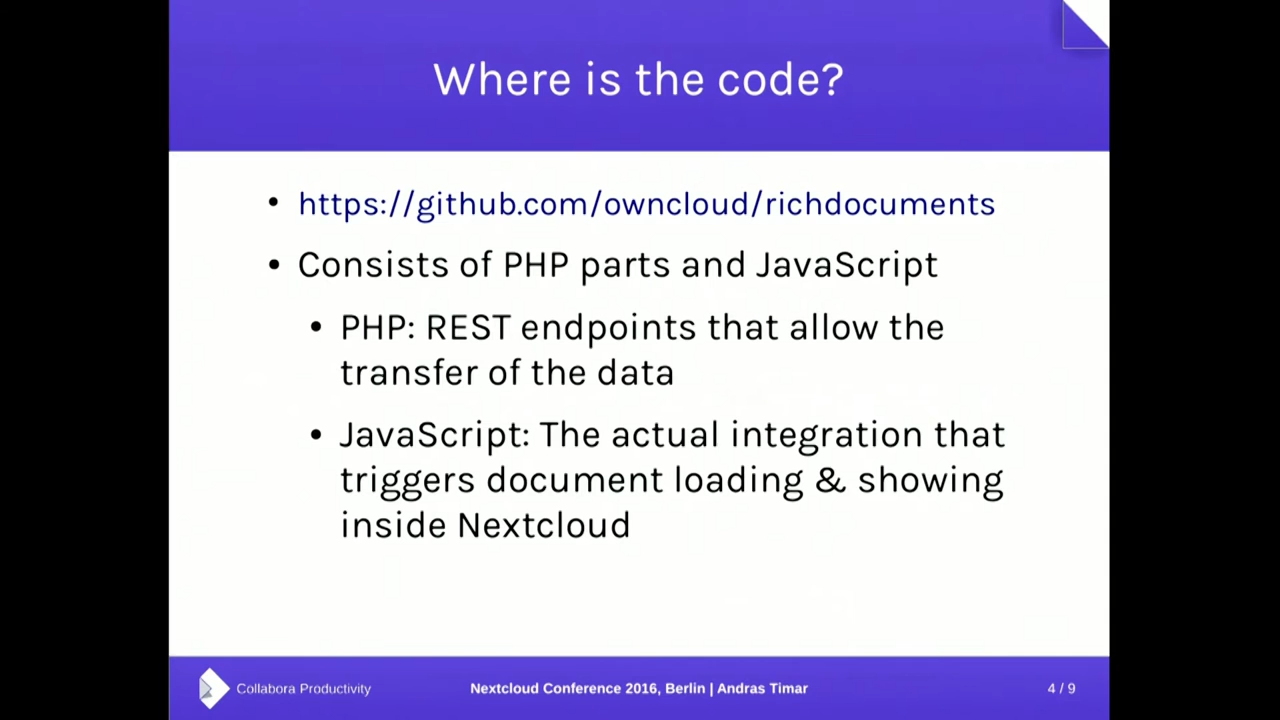 Where is the code?
• https://github.com/owncloud/richdocuments
• Consists of PHP parts and JavaScript
• PHP: REST endpoints that allow the
transfer of the data
• JavaScript: The actual integration that
triggers document loading & showing
inside Nextcloud
Collabora Productivity
Nextcloud Conference 2016, Berlin | Andras Timar
4 / 9